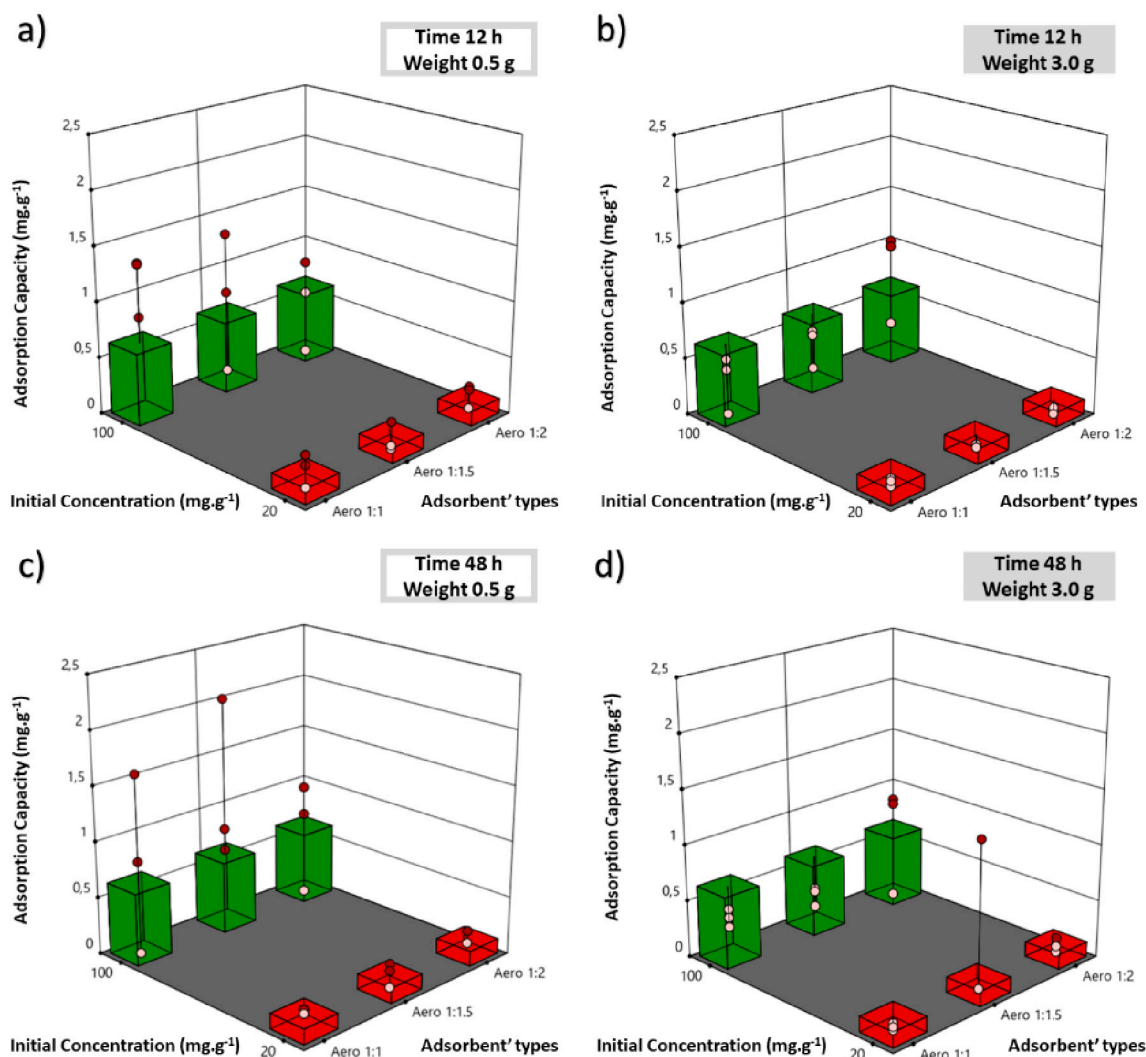 a)
Time 12 h
Weight 0.5 g
Adsorption Capacity (mg.g-1)
2,5
2
1,5
1
0,5
0
100
20
Initial Concentration (mg.g-1)
Aero 1:1
Aero 1:1.5
Aero 1:2
Adsorbent' types
b)
Time 12 h
Weight 3.0 g
Adsorption Capacity (mg.g-1)
2,5
2
1,5
1
0,5
0
100
20
Initial Concentration (mg.g-1)
Aero 1:1
Aero 1:1.5
Aero 1:2
Adsorbent' types
c)
Time 48 h
Weight 0.5 g
Adsorption Capacity (mg.g-1)
2,5
2
1,5
1
0,5
0
100
20
Initial Concentration (mg.g-1)
Aero 1:1
Aero 1:1.5
Aero 1:2
Adsorbent' types
d)
Time 48 h
Weight 3.0 g
Adsorption Capacity (mg.g-1)
2,5
2
1,5
1
0,5
0
100
20
Initial Concentration (mg.g-1)
Aero 1:1
Aero 1:1.5
Aero 1:2
Adsorbent' types